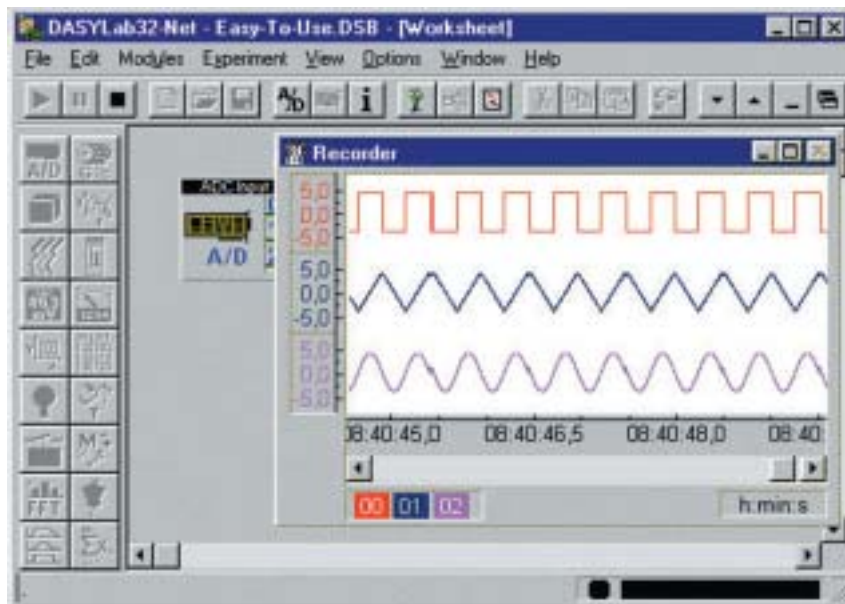 DASYLab32-Net - Easy-To-Use.DSB - [Worksheet]
File Edit Modules Experiment View Options Window Help
A/D i
Recorder
A/D
ADC Input
A/D
5,0
0,0
-5,0
5,0
0,0
-5,0
5,0
0,0
-5,0
08:40:45,0 08:40:46,5 08:40:48,0 08:40:
00 01 02 h:min:s
FFT